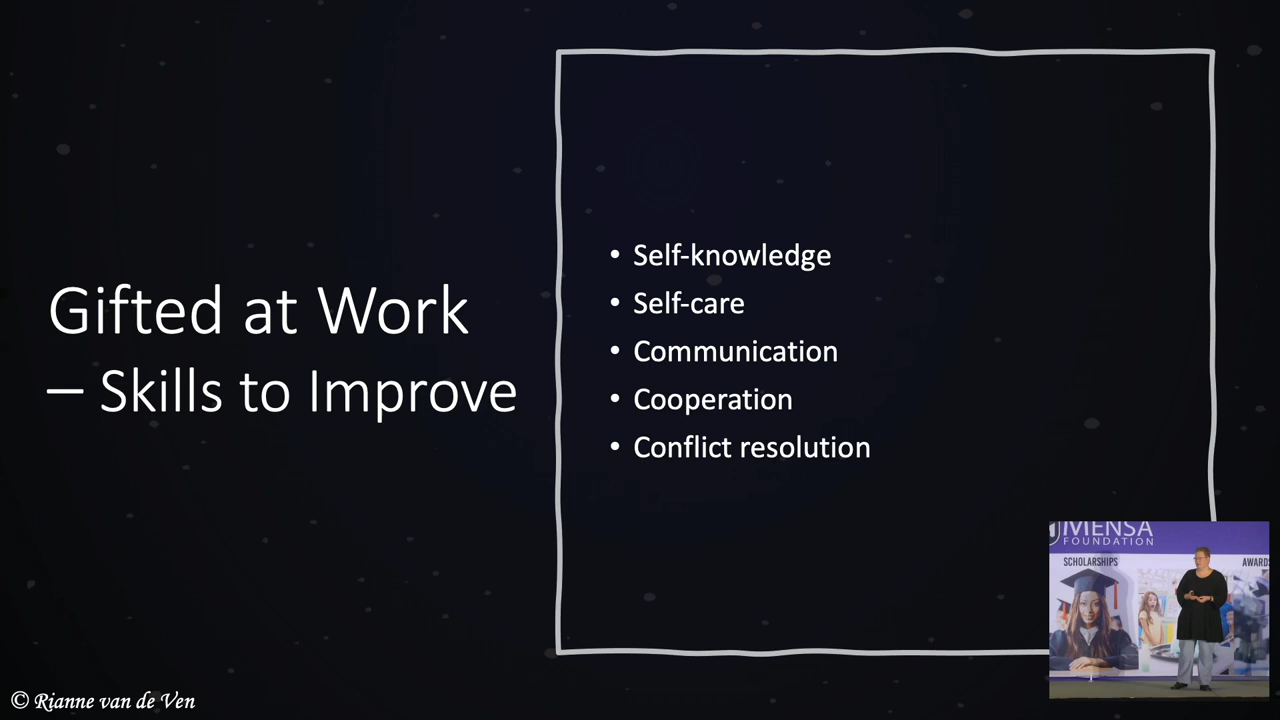 Gifted at Work
– Skills to Improve
• Self-knowledge
• Self-care
• Communication
• Cooperation
• Conflict resolution
MENSA
FOUNDATION
SCHOLARSHIPS
AWARDS
© Rianne van de Ven